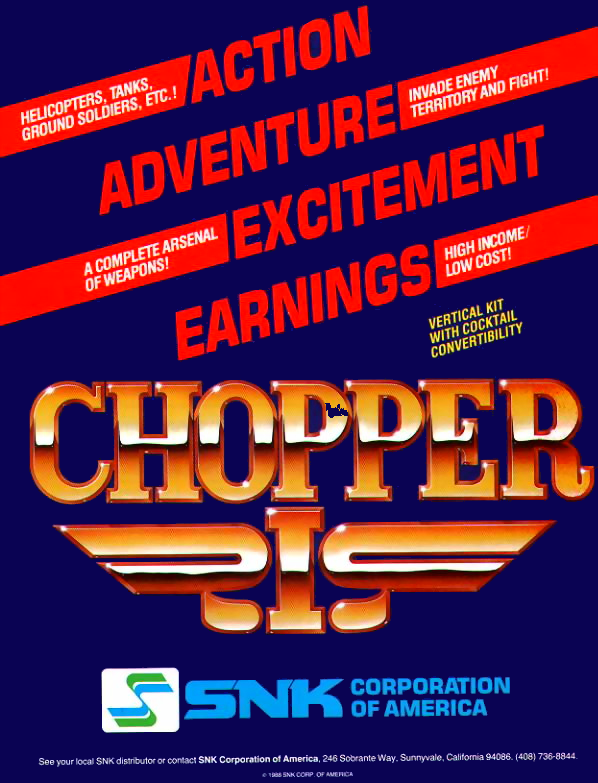 HELICOPTERS, TANKS,
GROUND SOLDIERS, ETC.!
ACTION
ADVENTURE
INVADE ENEMY
TERRITORY AND FIGHT!
A COMPLETE ARSENAL
OF WEAPONS!
EXCITEMENT
EARNINGS
HIGH INCOME/
LOW COST!
VERTICAL KIT
WITH COCKTAIL
CONVERTIBILITY
CHOPPER
I
SNK CORPORATION
OF AMERICA
See your local SNK distributor or contact SNK Corporation of America, 246 Sobrante Way, Sunnyvale, California 94086. (408) 736-8844.
© 1988 SNK CORP. OF AMERICA